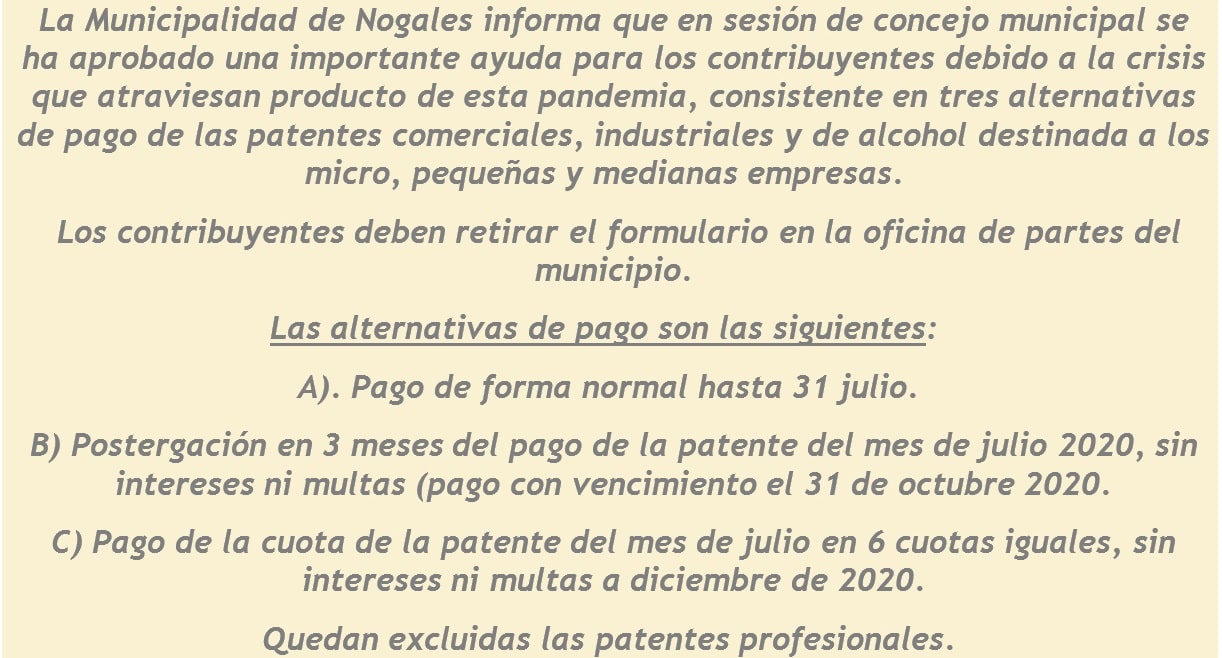 La Municipalidad de Nogales informa que en sesión de concejo municipal se
ha aprobado una importante ayuda para los contribuyentes debido a la crisis
que atraviesan producto de esta pandemia, consistente en tres alternativas
de pago de las patentes comerciales, industriales y de alcohol destinada a los
micro, pequeñas y medianas empresas.
Los contribuyentes deben retirar el formulario en la oficina de partes del
municipio.
Las alternativas de pago son las siguientes:
A). Pago de forma normal hasta 31 julio.
B) Postergación en 3 meses del pago de la patente del mes de julio 2020, sin
intereses ni multas (pago con vencimiento el 31 de octubre 2020.
C) Pago de la cuota de la patente del mes de julio en 6 cuotas iguales, sin
intereses ni multas a diciembre de 2020.
Quedan excluidas las patentes profesionales.